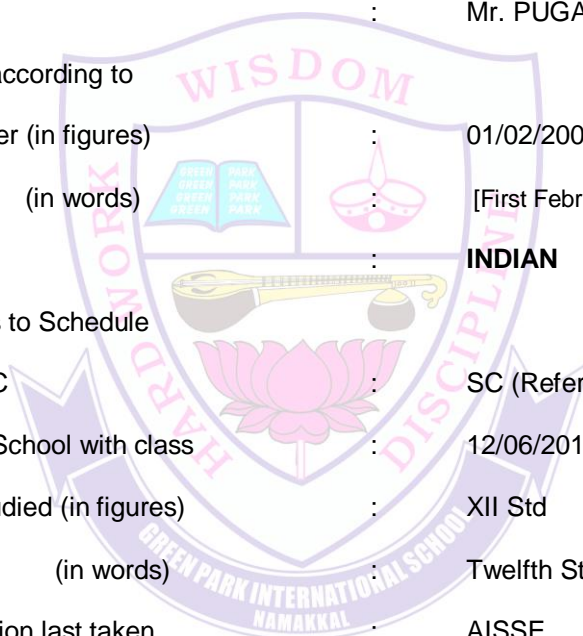 : Mr. PUGA
according to
er (in figures) : 01/02/200
(in words) : [First Febr
: INDIAN
s to Schedule
C : SC (Refer
School with class : 12/06/201
udied (in figures) : XII Std
(in words) : Twelfth St
ion last taken : AISSE
WISDOM
HARD WORK
DISCIPLINE
GREEN PARK
GREEN PARK
GREEN PARK
GREEN PARK
GREEN PARK INTERNATIONAL SCHOOL
NAMAKKAL